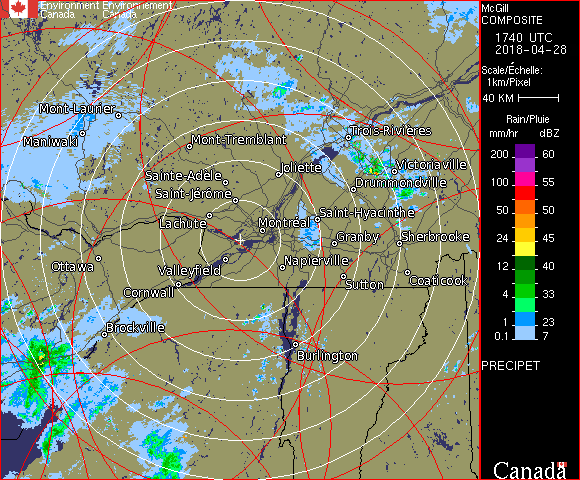 Environment Environnement
Canada Canada
Mont-Laurier
Maniwaki
Mont-Tremblant
Trois-Rivières
Joliette
Victoriaville
Sainte-Adèle
Drummondville
Saint-Jérôme
Lachute
Montréal
Saint-Hyacinthe
Granby
Sherbrooke
Ottawa
Valleyfield
Napierville
Sutton
Coaticook
Cornwall
Brockville
Burlington
McGill
COMPOSITE
1740 UTC
2018-04-28
Scale/Échelle:
1km/Pixel
40 KM
Rain/Pluie
mm/hr dBZ
200 60
150 57
100 55
50 50
24 45
12 40
4 33
1 23
0.1 7
PRECIPET
Canada